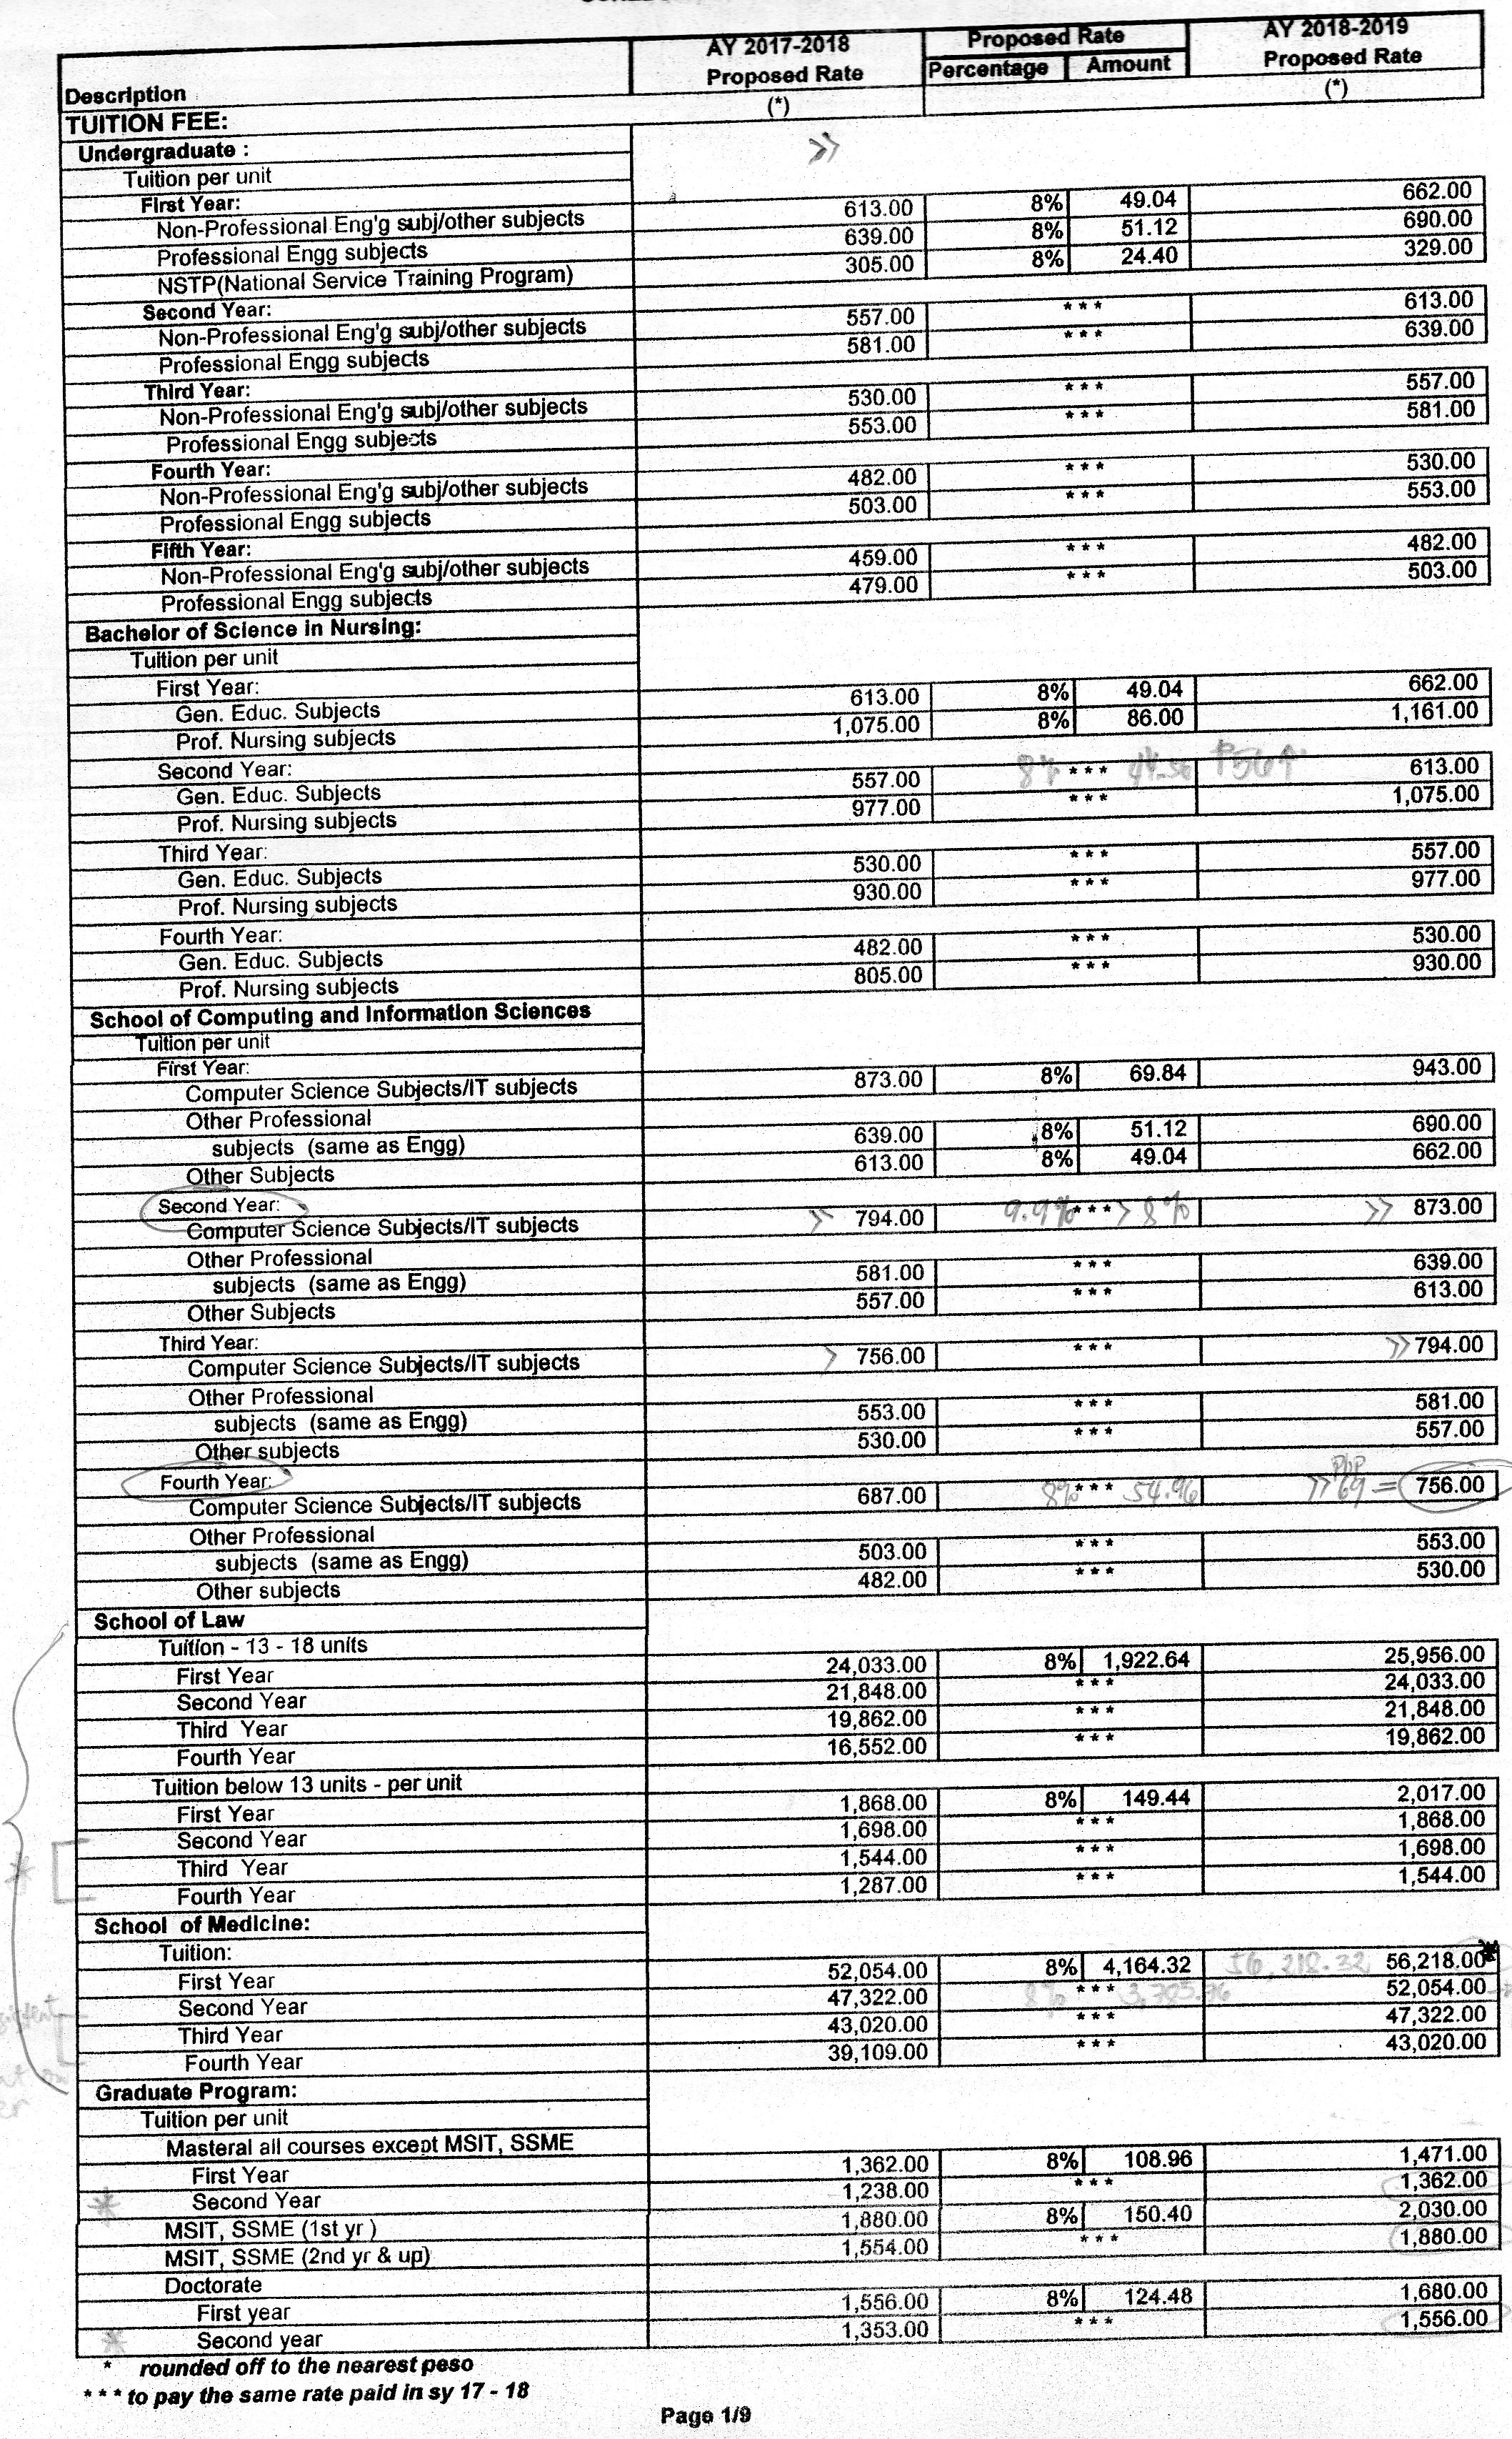 AY 2017-2018 Proposed Rate AY 2018-2019
Proposed Rate Percentage Amount Proposed Rate
Description (*) (*)
TUITION FEE:
Undergraduate : >>
Tuition per unit
First Year:
Non-Professional Eng'g subj/other subjects 613.00 8% 49.04 662.00
Professional Engg subjects 639.00 8% 51.12 690.00
NSTP(National Service Training Program) 305.00 8% 24.40 329.00
Second Year:
Non-Professional Eng'g subj/other subjects 557.00 *** 613.00
Professional Engg subjects 581.00 *** 639.00
Third Year:
Non-Professional Eng'g subj/other subjects 530.00 *** 557.00
Professional Engg subjects 553.00 *** 581.00
Fourth Year:
Non-Professional Eng'g subj/other subjects 482.00 *** 530.00
Professional Engg subjects 503.00 *** 553.00
Fifth Year:
Non-Professional Eng'g subj/other subjects 459.00 *** 482.00
Professional Engg subjects 479.00 *** 503.00
Bachelor of Science in Nursing:
Tuition per unit
First Year:
Gen. Educ. Subjects 613.00 8% 49.04 662.00
Prof. Nursing subjects 1,075.00 8% 86.00 1,161.00
Second Year:
Gen. Educ. Subjects 557.00 8% *** 44.56 ₱56↑ 613.00
Prof. Nursing subjects 977.00 *** 1,075.00
Third Year:
Gen. Educ. Subjects 530.00 *** 557.00
Prof. Nursing subjects 930.00 *** 977.00
Fourth Year:
Gen. Educ. Subjects 482.00 *** 530.00
Prof. Nursing subjects 805.00 *** 930.00
School of Computing and Information Sciences
Tuition per unit
First Year:
Computer Science Subjects/IT subjects 873.00 8% 69.84 943.00
Other Professional
subjects (same as Engg) 639.00 8% 51.12 690.00
Other Subjects 613.00 8% 49.04 662.00
Second Year:
Computer Science Subjects/IT subjects > 794.00 9.9% *** > 8% >> 873.00
Other Professional
subjects (same as Engg) 581.00 *** 639.00
Other Subjects 557.00 *** 613.00
Third Year:
Computer Science Subjects/IT subjects > 756.00 *** >> 794.00
Other Professional
subjects (same as Engg) 553.00 *** 581.00
Other subjects 530.00 *** 557.00
Fourth Year:
Computer Science Subjects/IT subjects 687.00 8% *** 54.96 >> PhP 69 = 756.00
Other Professional
subjects (same as Engg) 503.00 *** 553.00
Other subjects 482.00 *** 530.00
School of Law
Tuition - 13 - 18 units
First Year 24,033.00 8% 1,922.64 25,956.00
Second Year 21,848.00 *** 24,033.00
Third Year 19,862.00 *** 21,848.00
Fourth Year 16,552.00 *** 19,862.00
Tuition below 13 units - per unit
First Year 1,868.00 8% 149.44 2,017.00
Second Year 1,698.00 *** 1,868.00
Third Year 1,544.00 *** 1,698.00
Fourth Year 1,287.00 *** 1,544.00
School of Medicine:
Tuition:
First Year 52,054.00 8% 4,164.32 56,218.32 56,218.00*
Second Year 47,322.00 8% *** 3,785.76 52,054.00
Third Year 43,020.00 *** 47,322.00
Fourth Year 39,109.00 *** 43,020.00
Graduate Program:
Tuition per unit
Masteral all courses except MSIT, SSME
First Year 1,362.00 8% 108.96 1,471.00
* Second Year 1,238.00 *** 1,362.00
MSIT, SSME (1st yr ) 1,880.00 8% 150.40 2,030.00
MSIT, SSME (2nd yr & up) 1,554.00 *** 1,880.00
Doctorate
First year 1,556.00 8% 124.48 1,680.00
* Second year 1,353.00 *** 1,556.00
* rounded off to the nearest peso
*** to pay the same rate paid in sy 17 - 18
Page 1/9